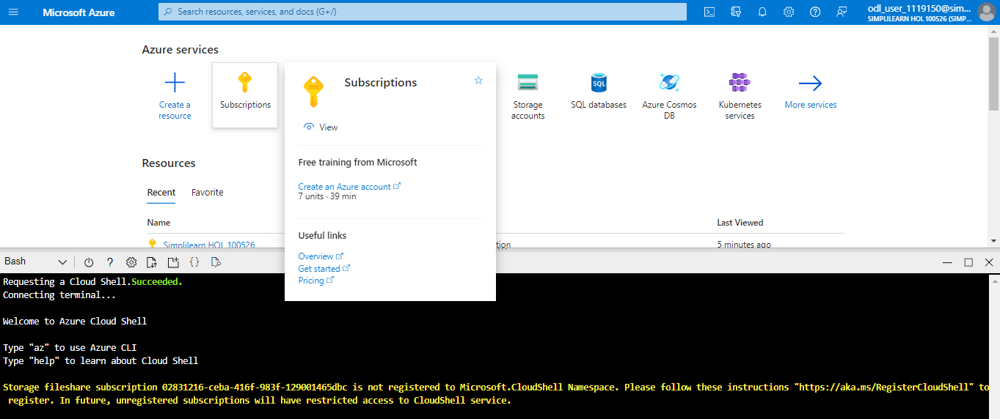 Microsoft Azure
Search resources, services, and docs (G+/)
odl_user_1119150@sim...
SIMPLILEARN HOL 100526 (SIMP...
Azure services
Create a
resource
Subscriptions
Subscriptions
View
Free training from Microsoft
Create an Azure account
7 units · 39 min
Useful links
Overview
Get started
Pricing
Storage
accounts
SQL
SQL databases
Azure Cosmos
DB
Kubernetes
services
More services
Resources
Recent
Favorite
Name
Last Viewed
Simplilearn HOL 100526
tion
5 minutes ago
Bash
Requesting a Cloud Shell.Succeeded.
Connecting terminal...
Welcome to Azure Cloud Shell
Type "az" to use Azure CLI
Type "help" to learn about Cloud Shell
Storage fileshare subscription 02831216-ceba-416f-983f-129001465dbc is not registered to Microsoft.CloudShell Namespace. Please follow these instructions "https://aka.ms/RegisterCloudShell" to
register. In future, unregistered subscriptions will have restricted access to CloudShell service.